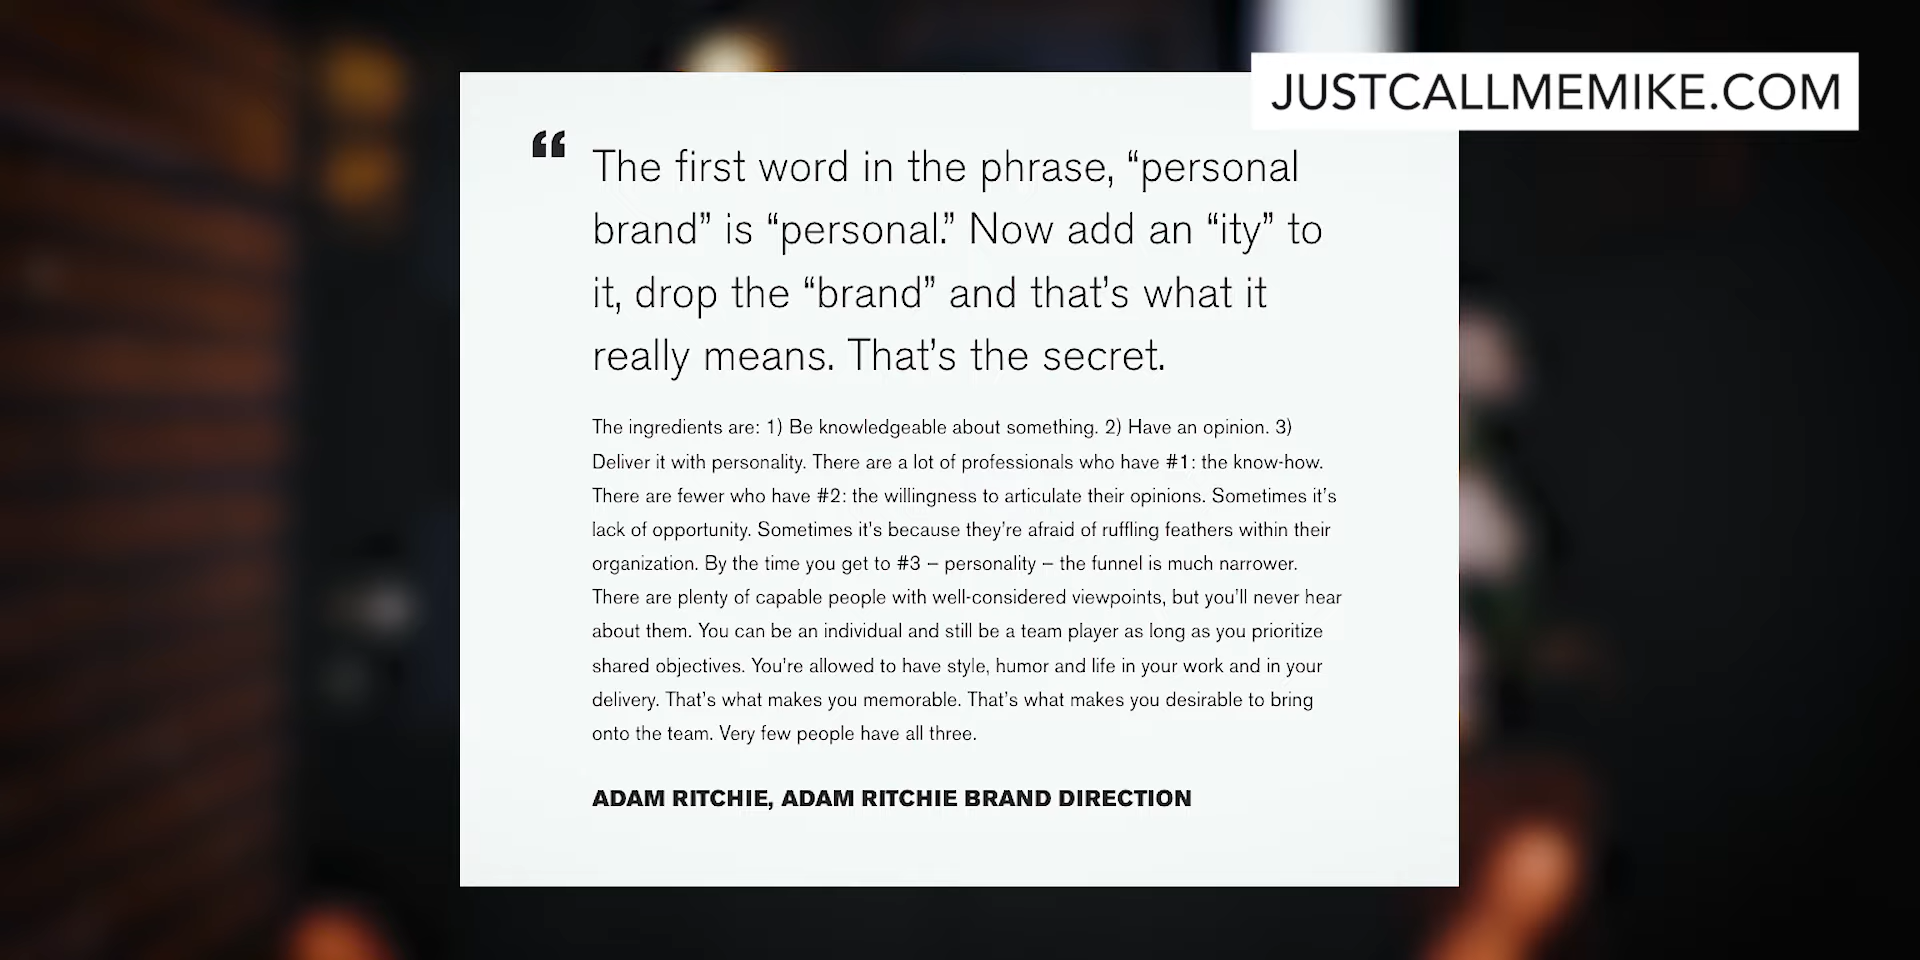 JUSTCALLMEMIKE.COM
“ The first word in the phrase, “personal
brand” is “personal.” Now add an “ity” to
it, drop the “brand” and that’s what it
really means. That’s the secret.
The ingredients are: 1) Be knowledgeable about something. 2) Have an opinion. 3)
Deliver it with personality. There are a lot of professionals who have #1: the know-how.
There are fewer who have #2: the willingness to articulate their opinions. Sometimes it’s
lack of opportunity. Sometimes it’s because they’re afraid of ruffling feathers within their
organization. By the time you get to #3 – personality – the funnel is much narrower.
There are plenty of capable people with well-considered viewpoints, but you’ll never hear
about them. You can be an individual and still be a team player as long as you prioritize
shared objectives. You’re allowed to have style, humor and life in your work and in your
delivery. That’s what makes you memorable. That’s what makes you desirable to bring
onto the team. Very few people have all three.
ADAM RITCHIE, ADAM RITCHIE BRAND DIRECTION